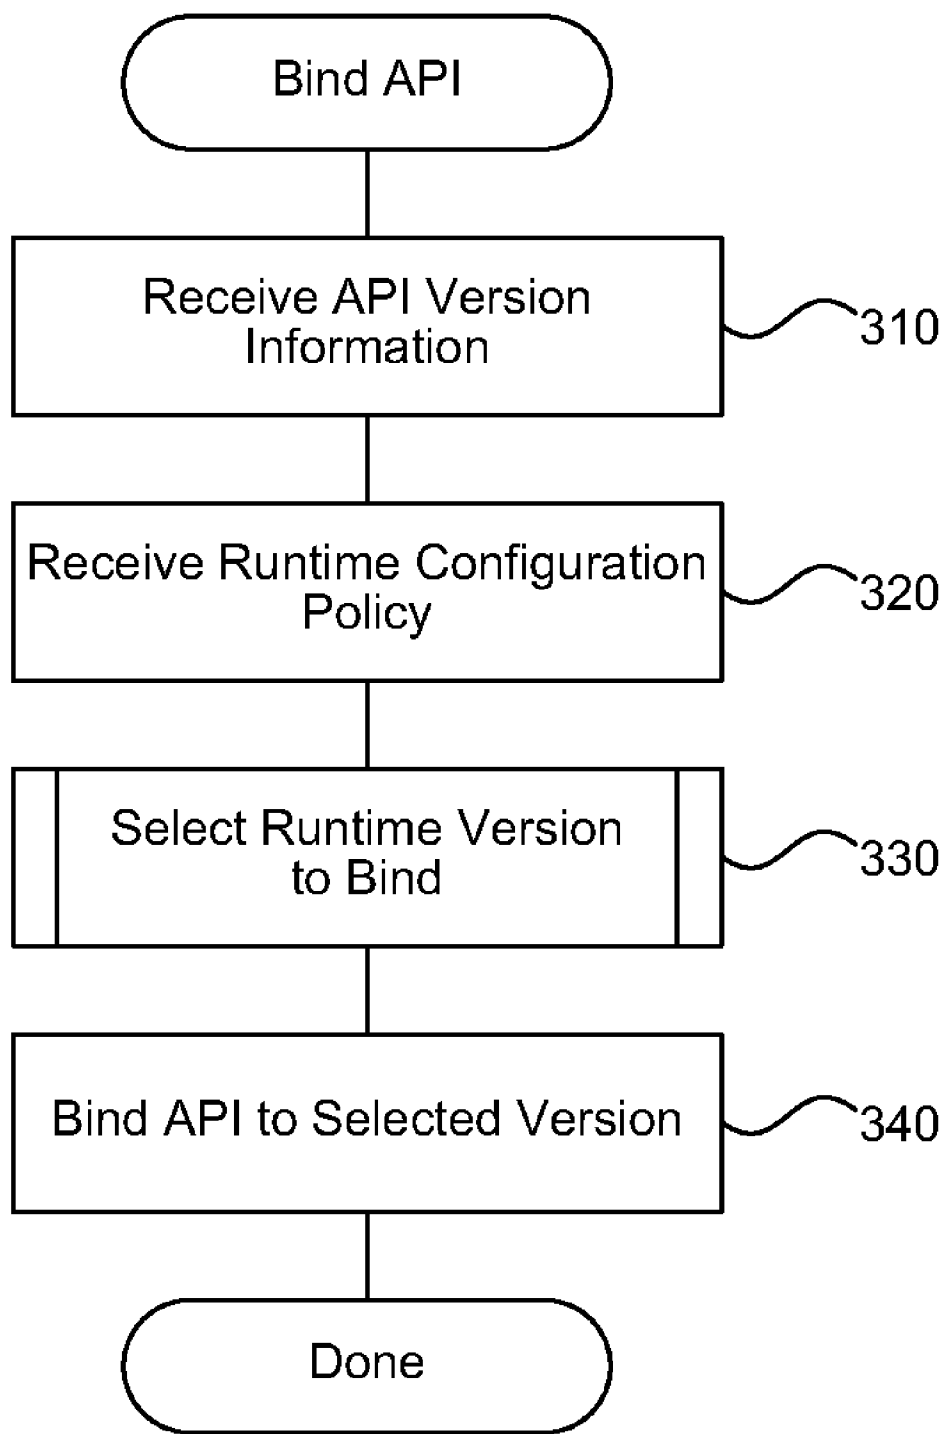 Bind API
Receive API Version
Information
310
Receive Runtime Configuration
Policy
320
Select Runtime Version
to Bind
330
Bind API to Selected Version
340
Done